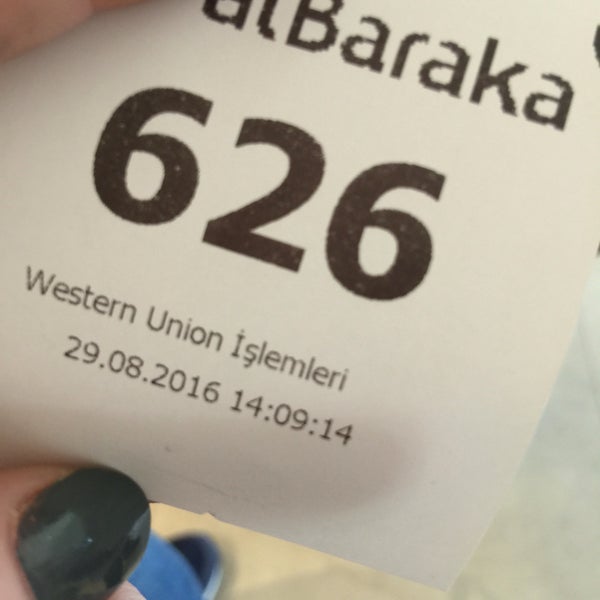 alBaraka
626
Western Union İşlemleri
29.08.2016 14:09:14